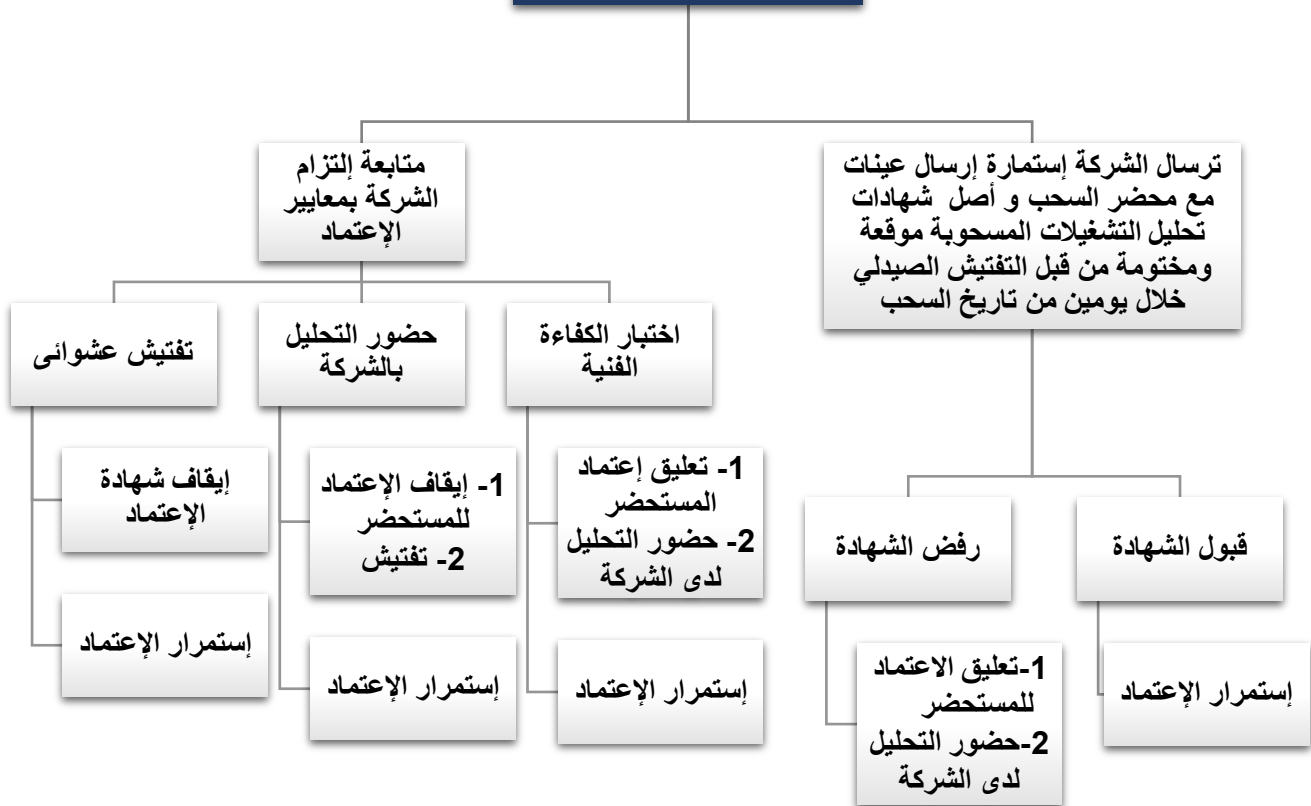 ترسال الشركة إستمارة إرسال عينات
مع محضر السحب و أصل شهادات
تحليل التشغيلات المسحوبة موقعة
ومختومة من قبل التفتيش الصيدلي
خلال يومين من تاريخ السحب
متابعة إلتزام
الشركة بمعايير
الإعتماد
قبول الشهادة
رفض الشهادة
إستمرار الإعتماد
1-تعليق الاعتماد
للمستحضر
2-حضور التحليل
لدى الشركة
اختبار الكفاءة
الفنية
حضور التحليل
بالشركة
تفتيش عشوائى
1- تعليق إعتماد
المستحضر
2- حضور التحليل
لدى الشركة
إستمرار الإعتماد
1- إيقاف الإعتماد
للمستحضر
2- تفتيش
إستمرار الإعتماد
إيقاف شهادة
الإعتماد
إستمرار الإعتماد